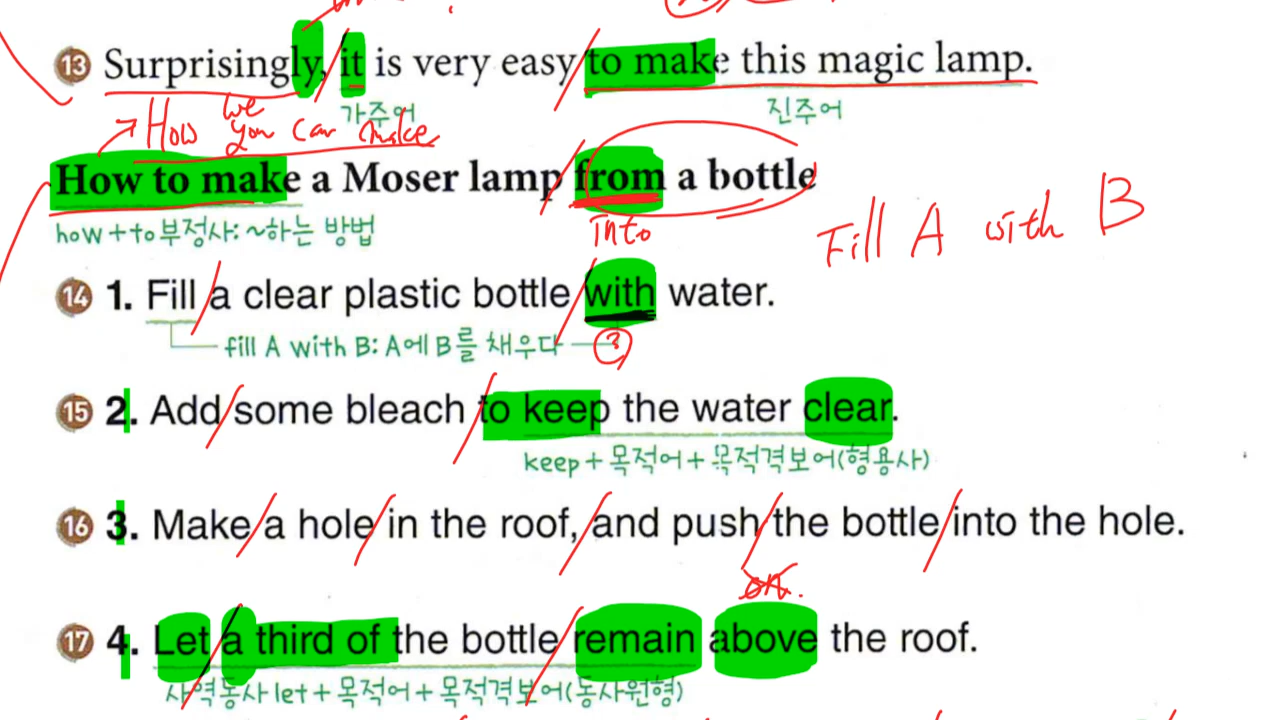 ⑬ Surprisingly, it is very easy to make this magic lamp.
가주어 진주어
How we you can make
How to make a Moser lamp from a bottle
how+to부정사: ~하는 방법
into
Fill A with B
⑭ 1. Fill a clear plastic bottle with water.
fill A with B: A에 B를 채우다
③
⑮ 2. Add some bleach to keep the water clear.
keep+목적어+목적격보어(형용사)
⑯ 3. Make a hole in the roof, and push the bottle into the hole.
on.
⑰ 4. Let a third of the bottle remain above the roof.
사역동사 let+목적어+목적격보어(동사원형)